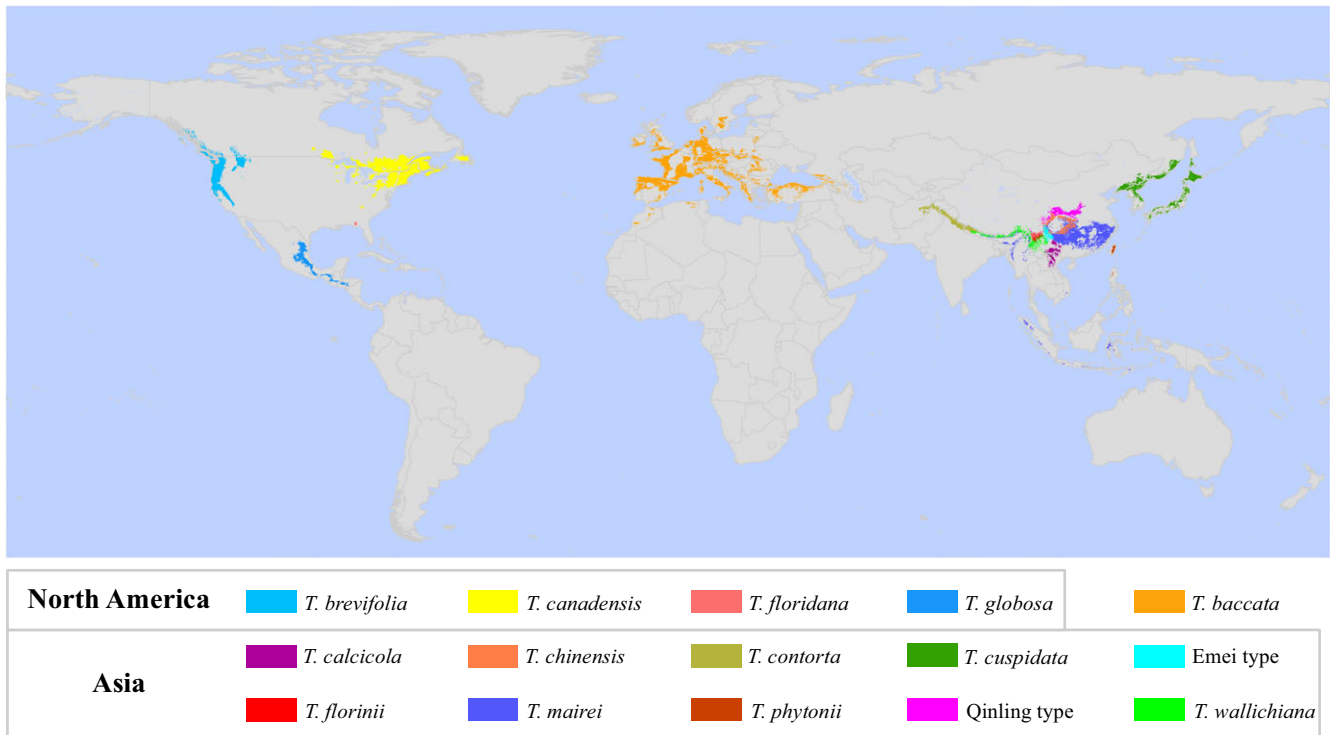 North America T. brevifolia T. canadensis T. floridana T. globosa T. baccata
T. calcicola T. chinensis T. contorta T. cuspidata Emei type
Asia
T. florinii T. mairei T. phytonii Qinling type T. wallichiana